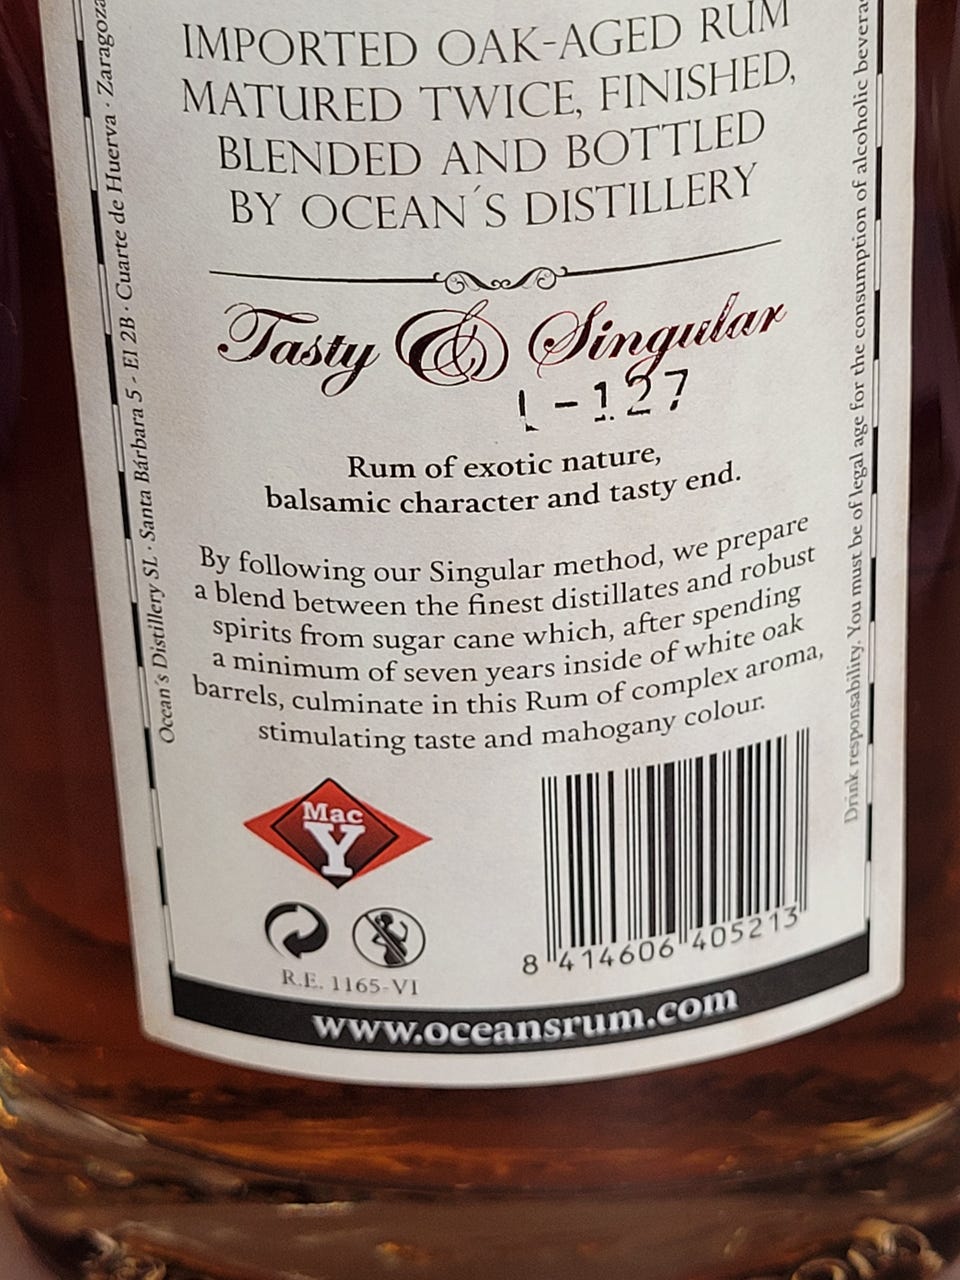 IMPORTED OAK-AGED RUM
MATURED TWICE, FINISHED,
BLENDED AND BOTTLED
BY OCEAN´S DISTILLERY
Tasty & Singular
L-127
Rum of exotic nature,
balsamic character and tasty end.
By following our Singular method, we prepare
a blend between the finest distillates and robust
spirits from sugar cane which, after spending
a minimum of seven years inside of white oak
barrels, culminate in this Rum of complex aroma,
stimulating taste and mahogany colour.
Mac
Y
R.E. 1165-VI
8 414606 405213
www.oceansrum.com
Ocean's Distillery SL · Santa Bárbara 5 - El 2B · Cuarte de Huerva · Zaragoza
Drink responsability. You must be of legal age for the consumption of alcoholic